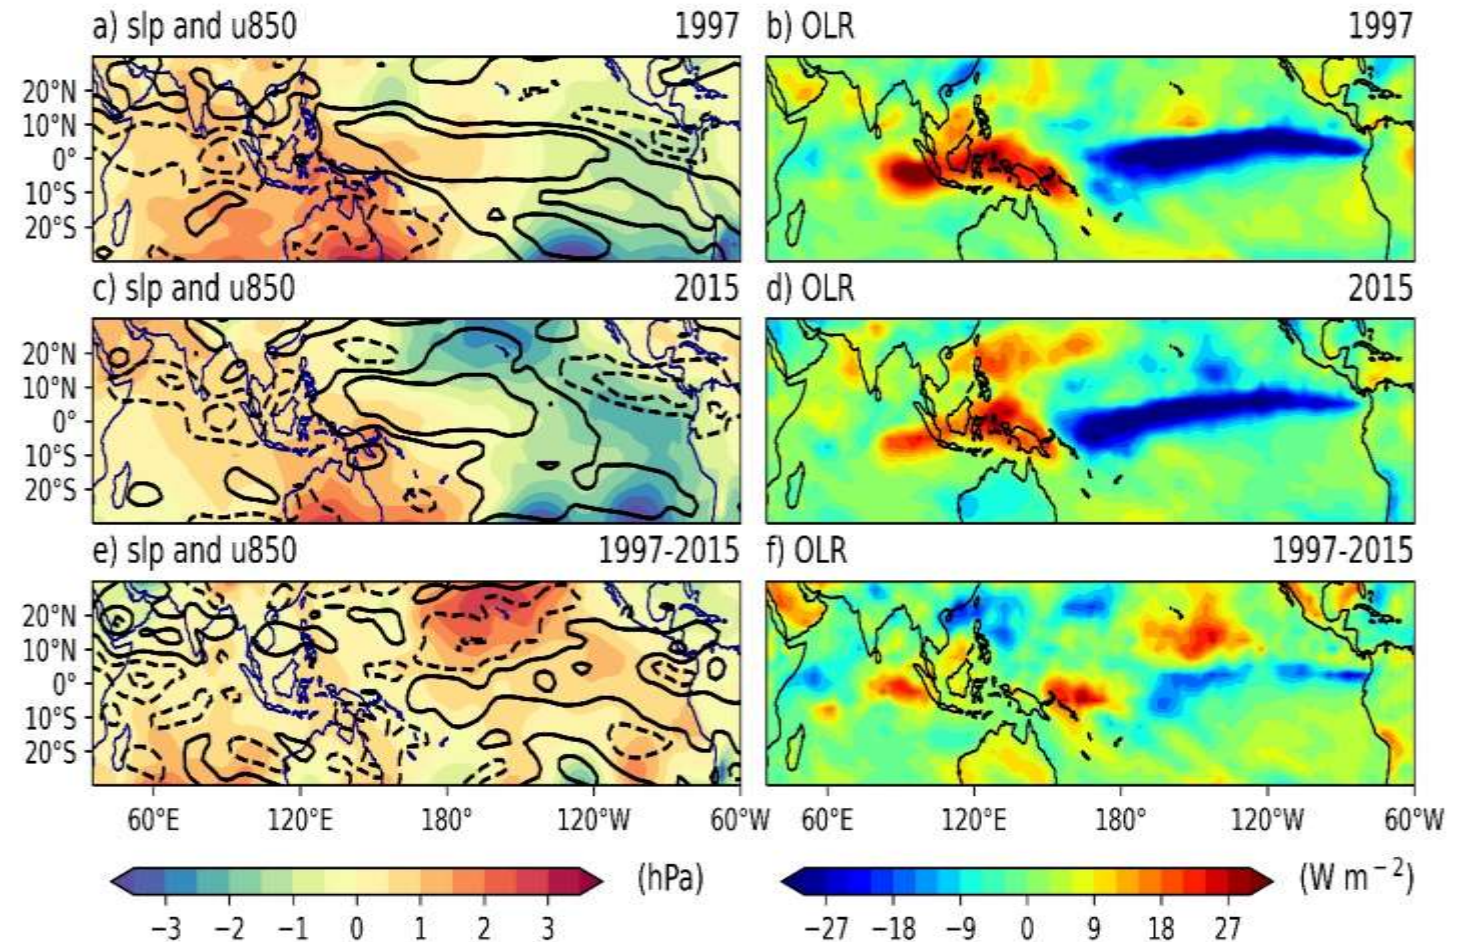 a) slp and u850 1997 b) OLR 1997
20°N
10°N
0°
10°S
20°S
c) slp and u850 2015 d) OLR 2015
20°N
10°N
0°
10°S
20°S
e) slp and u850 1997-2015 f) OLR 1997-2015
20°N
10°N
0°
10°S
20°S
60°E 120°E 180° 120°W 60°W 60°E 120°E 180° 120°W 60°W
(hPa) (W m⁻²)
−3 −2 −1 0 1 2 3 −27 −18 −9 0 9 18 27